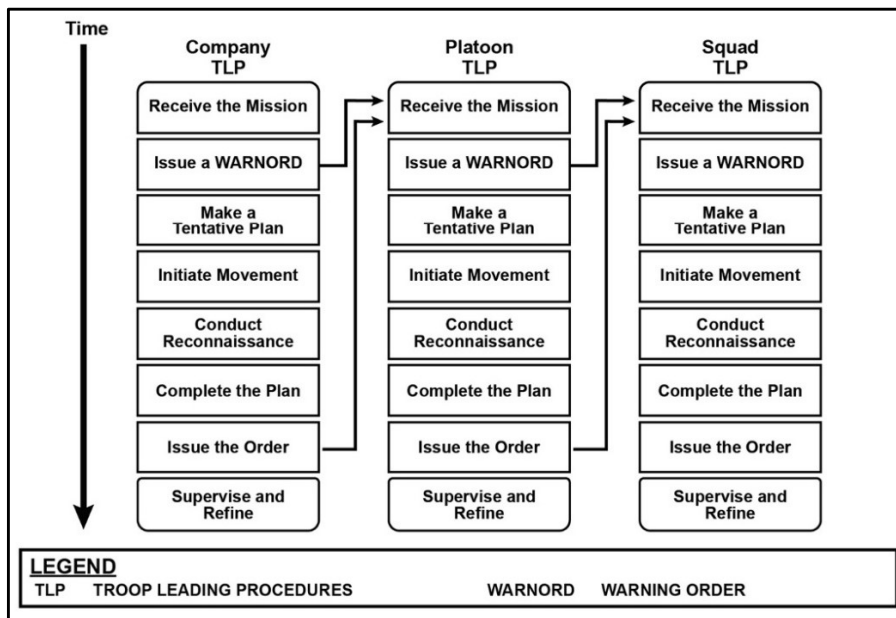 Time
Company
TLP
Receive the Mission
Issue a WARNORD
Make a
Tentative Plan
Initiate Movement
Conduct
Reconnaissance
Complete the Plan
Issue the Order
Supervise and
Refine
Platoon
TLP
Receive the Mission
Issue a WARNORD
Make a
Tentative Plan
Initiate Movement
Conduct
Reconnaissance
Complete the Plan
Issue the Order
Supervise and
Refine
Squad
TLP
Receive the Mission
Issue a WARNORD
Make a
Tentative Plan
Initiate Movement
Conduct
Reconnaissance
Complete the Plan
Issue the Order
Supervise and
Refine
LEGEND
TLP TROOP LEADING PROCEDURES WARNORD WARNING ORDER